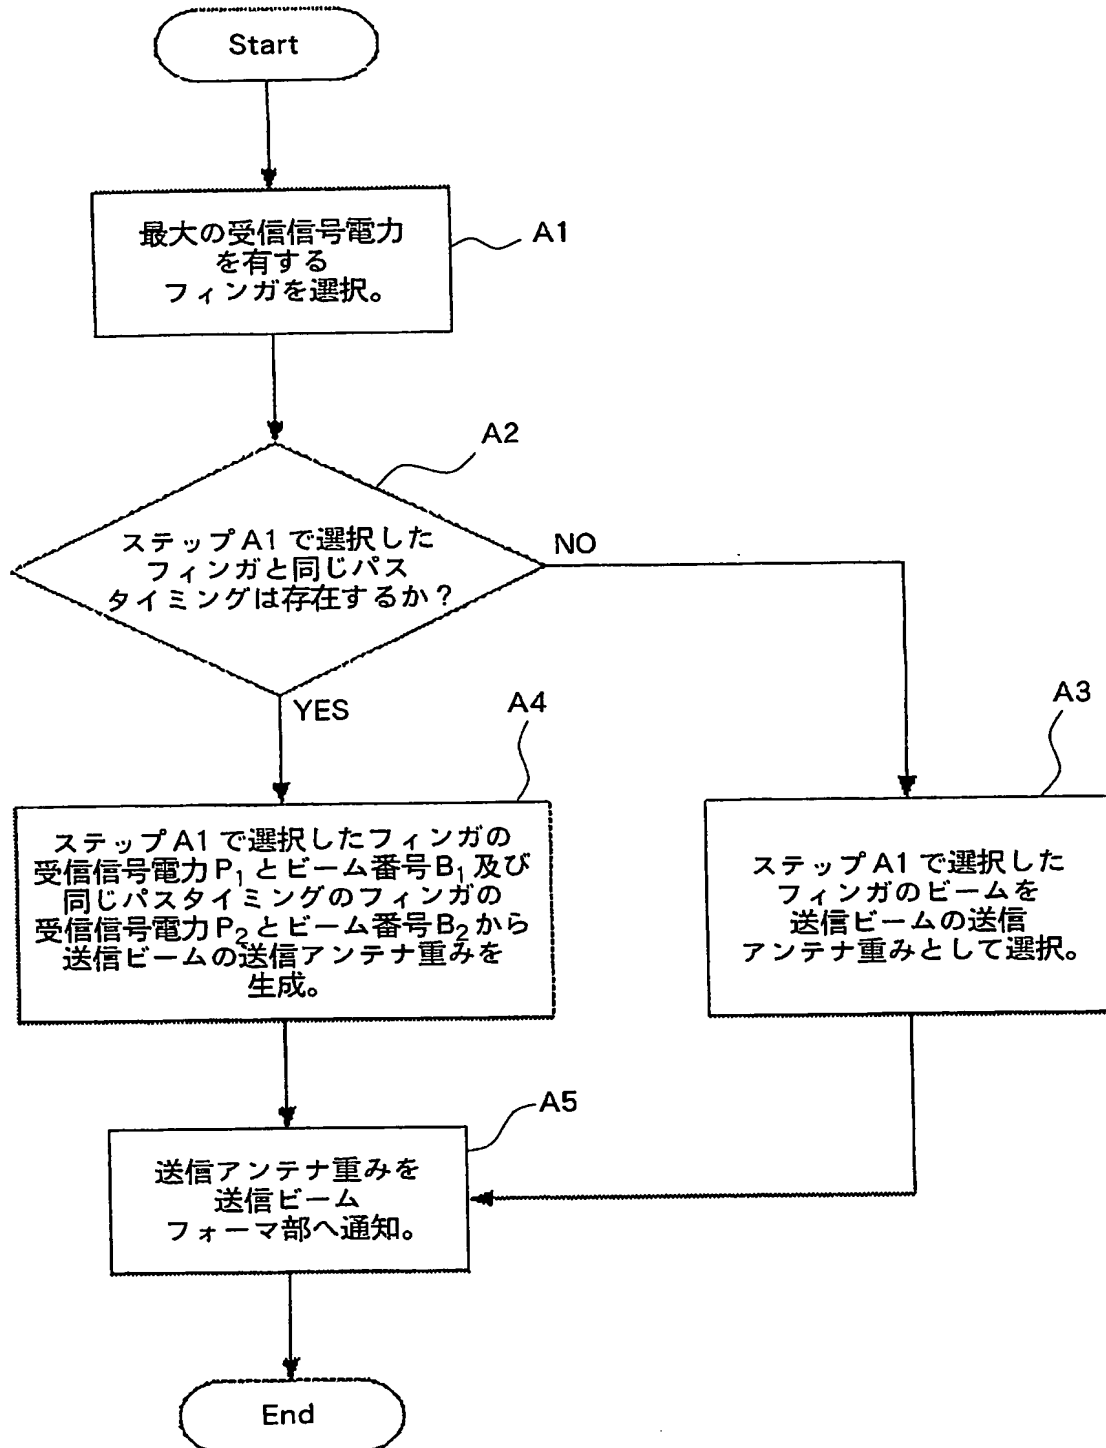 Start
最大の受信信号電力
を有する
フィンガを選択。
A1
A2
ステップA1で選択した
フィンガと同じパス
タイミングは存在するか？
NO
YES
A4
ステップA1で選択したフィンガの
受信信号電力P₁とビーム番号B₁及び
同じパスタイミングのフィンガの
受信信号電力P₂とビーム番号B₂から
送信ビームの送信アンテナ重みを
生成。
A3
ステップA1で選択した
フィンガのビームを
送信ビームの送信
アンテナ重みとして選択。
A5
送信アンテナ重みを
送信ビーム
フォーマ部へ通知。
End